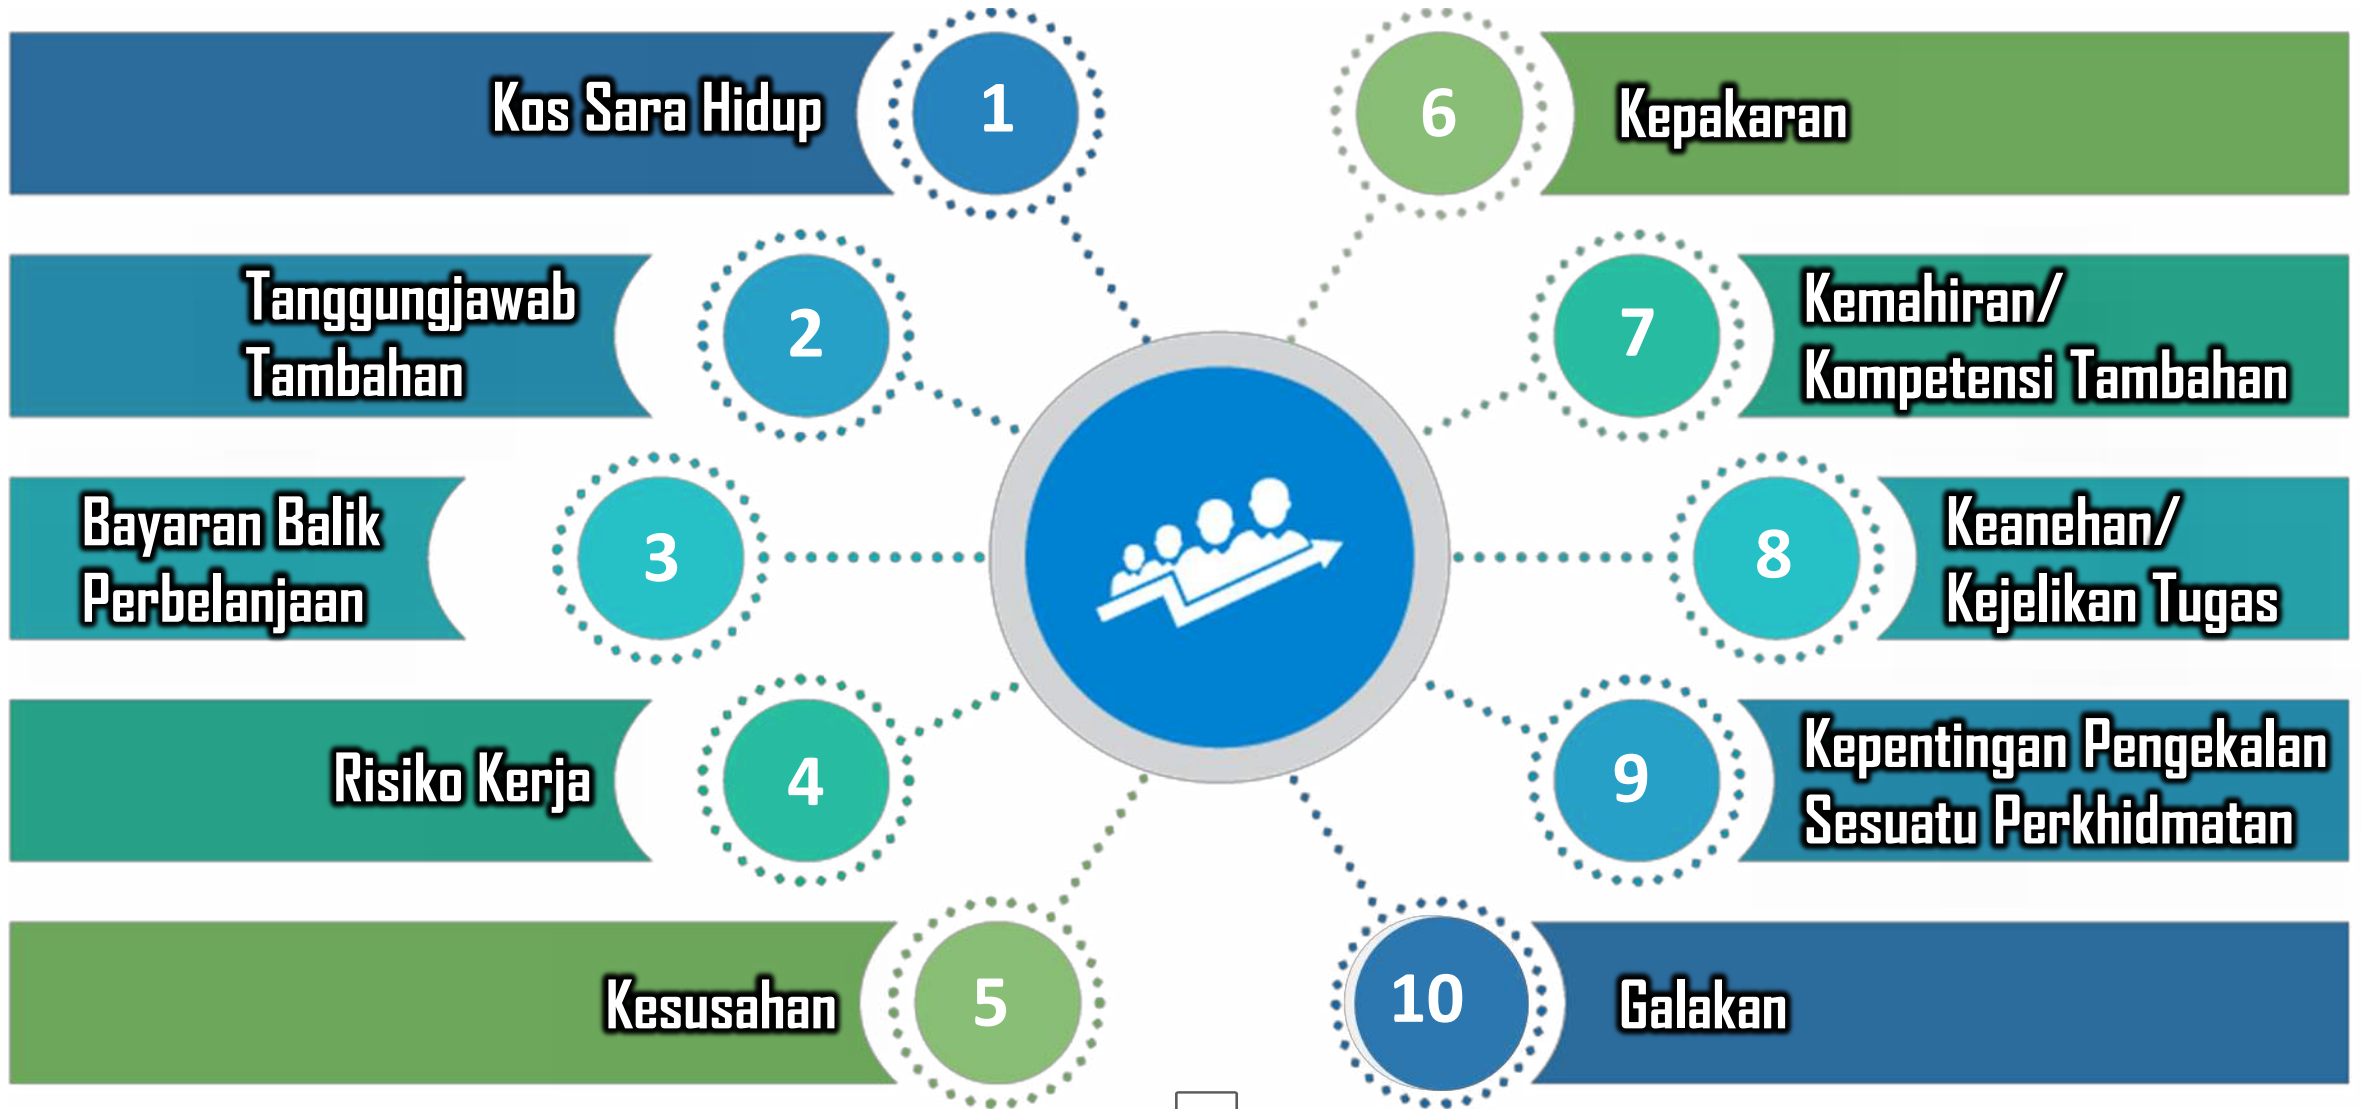 1
Kos Sara Hidup
2
Tanggungjawab
Tambahan
3
Bayaran Balik
Perbelanjaan
4
Risiko Kerja
5
Kesusahan
6
Kepakaran
7
Kemahiran/
Kompetensi Tambahan
8
Keanehan/
Kejelikan Tugas
9
Kepentingan Pengekalan
Sesuatu Perkhidmatan
10
Galakan